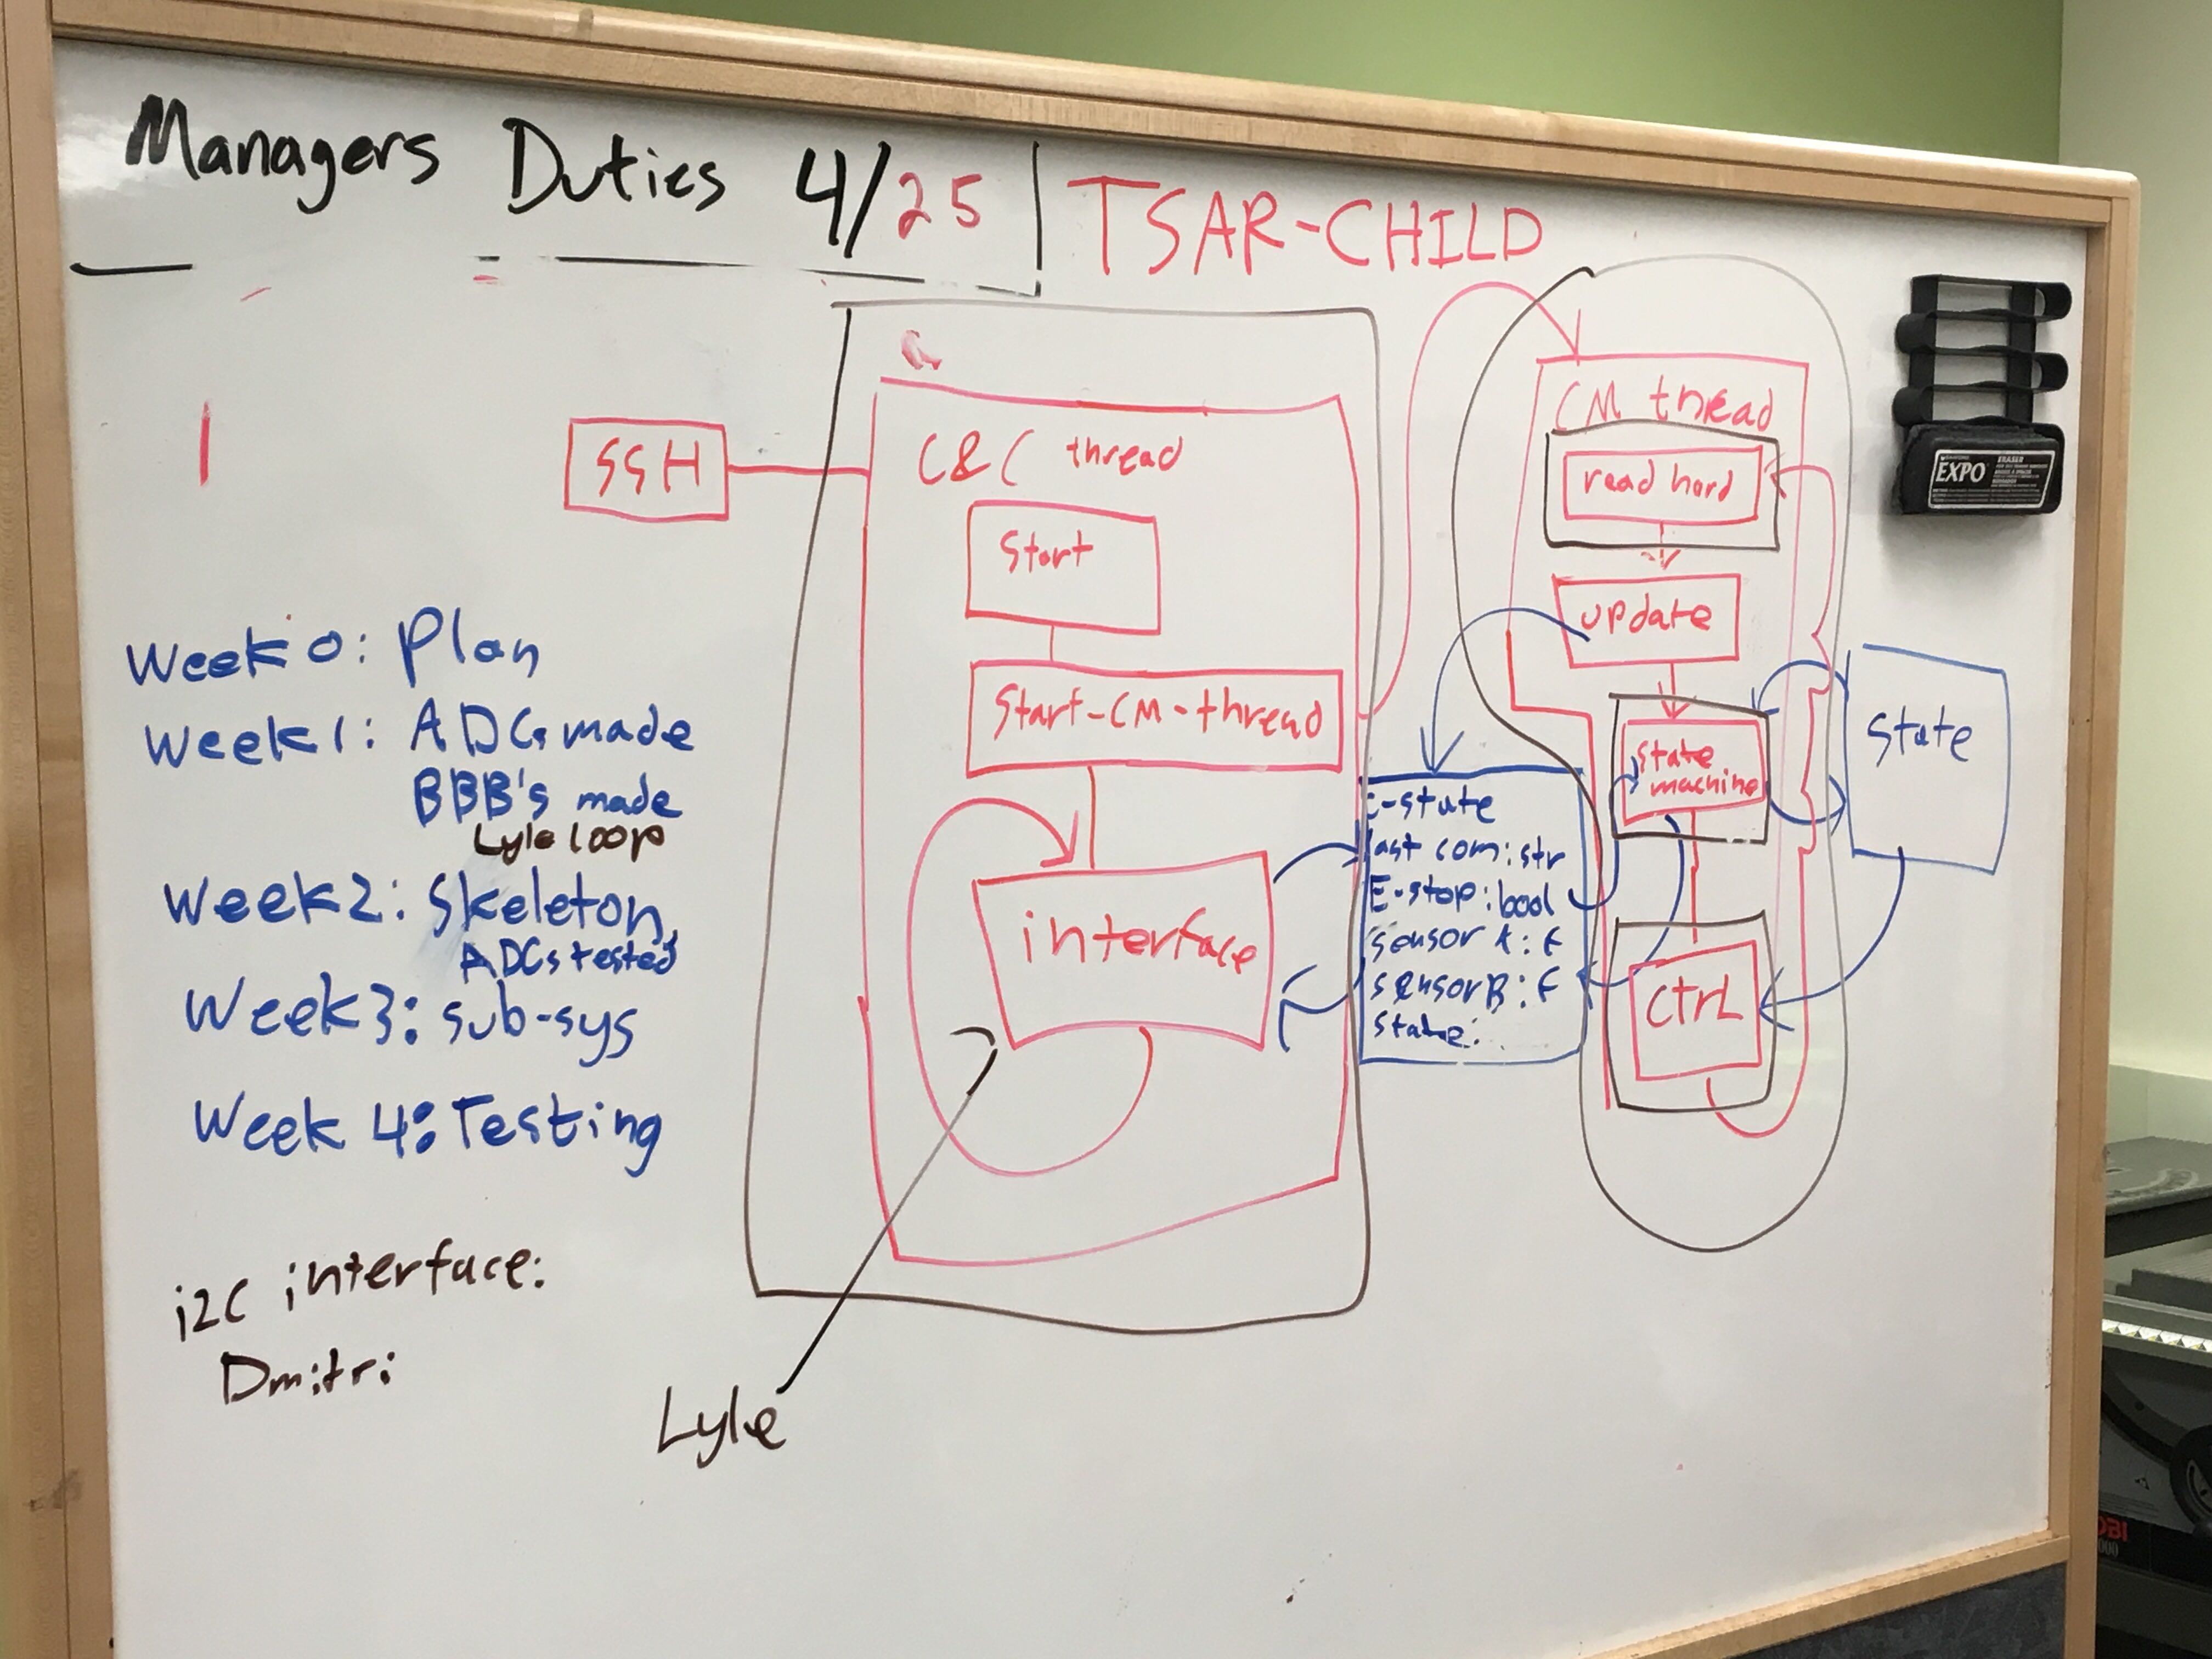 Managers Duties 4/25
TSAR-CHILD
SSH
C&C thread
Start
Start-CM-thread
interface
Lyle
CM thread
read hard
update
state
machine
ctrL
state
C-state
last com: str
E-stop: bool
sensor A: F
sensor B: F
state:
Week 0: Plan
Week 1: ADCs made
BBB's made
Lyle loop
Week 2: Skeleton,
ADCs tested
Week 3: sub-sys
Week 4: Testing
i2C interface:
Dmitri
EXPO
ERASER